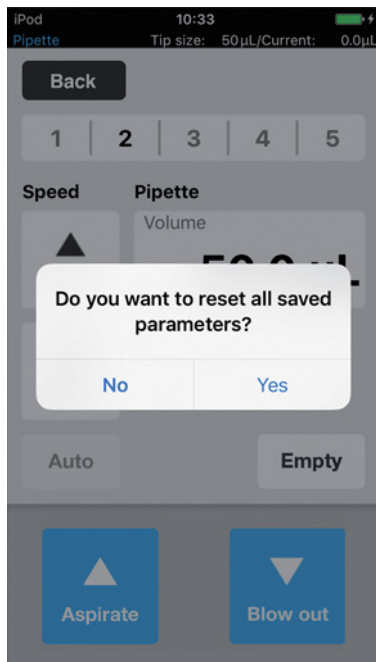 iPod 10:33
Pipette Tip size: 50µL/Current: 0.0µL
Back
1 2 3 4 5
Speed Pipette
Volume
Do you want to reset all saved
parameters?
No Yes
Auto Empty
Aspirate Blow out